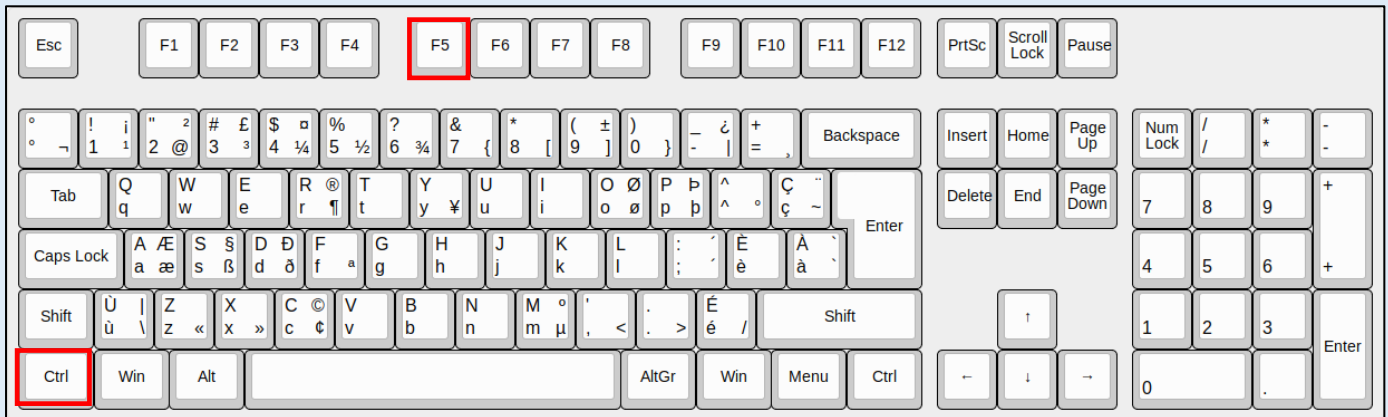 Esc F1 F2 F3 F4 F5 F6 F7 F8 F9 F10 F11 F12 PrtSc Scroll Lock Pause
° ° ¬ ! ¡ 1 ¹ " ² 2 @ # £ 3 ³ $ ¤ 4 ¼ % 5 ½ ? 6 ¾ & 7 { * 8 [ ( ± 9 ] ) 0 } _ ¿ - | + = ¸ Backspace Insert Home Page Up Num Lock / / * * - -
Tab Q q W w E e R ® r ¶ T t Y y ¥ U u I i O Ø o ø P Þ p þ ^ ^ ° Ç ¨ ç ~ Enter Delete End Page Down 7 8 9 + +
Caps Lock A Æ a æ S § s ß D Ð d ð F f ª G g H h J j K k L l : ´ ; ´ È è À ` à ` 4 5 6
Shift Ù | ù \ Z z « X x » C © c ¢ V v B b N n M º m µ ' , < . . > É é / Shift ↑ 1 2 3 Enter
Ctrl Win Alt AltGr Win Menu Ctrl ← ↓ → 0 .